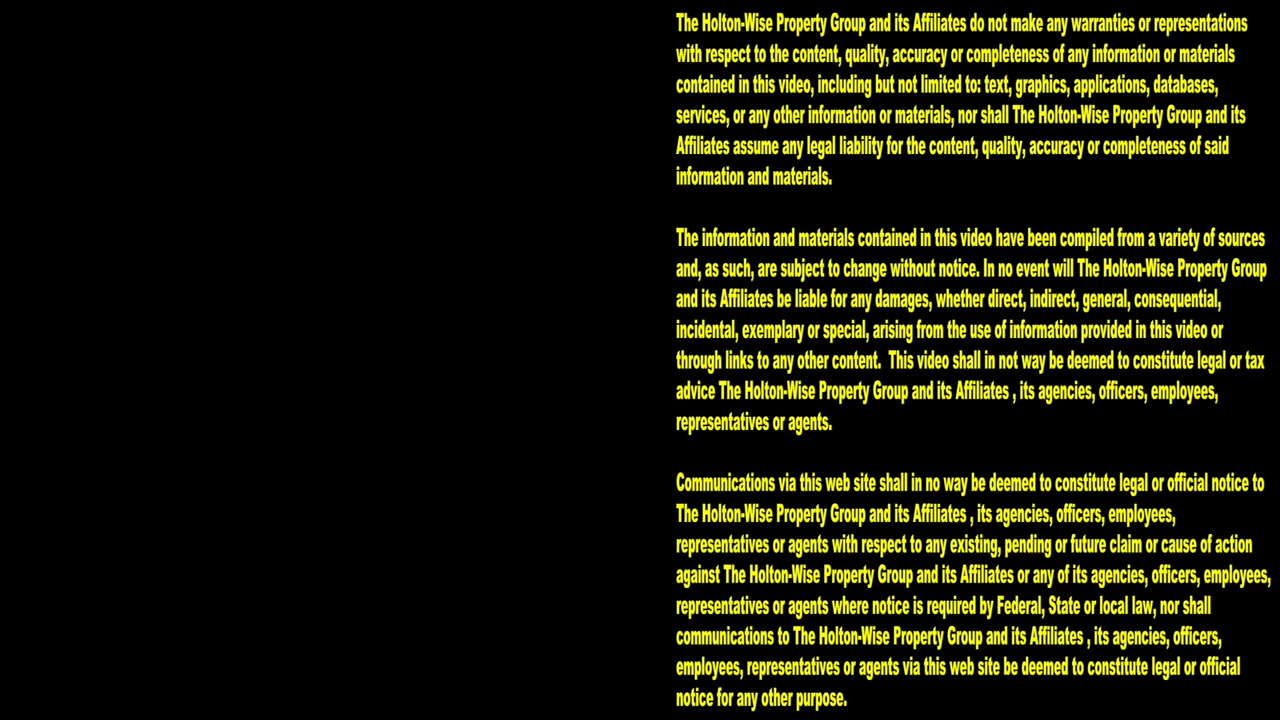 The Holton-Wise Property Group and its Affiliates do not make any warranties or representations
with respect to the content, quality, accuracy or completeness of any information or materials
contained in this video, including but not limited to: text, graphics, applications, databases,
services, or any other information or materials, nor shall The Holton-Wise Property Group and its
Affiliates assume any legal liability for the content, quality, accuracy or completeness of said
information and materials.
The information and materials contained in this video have been compiled from a variety of sources
and, as such, are subject to change without notice. In no event will The Holton-Wise Property Group
and its Affiliates be liable for any damages, whether direct, indirect, general, consequential,
incidental, exemplary or special, arising from the use of information provided in this video or
through links to any other content.  This video shall in not way be deemed to constitute legal or tax
advice The Holton-Wise Property Group and its Affiliates , its agencies, officers, employees,
representatives or agents.
Communications via this web site shall in no way be deemed to constitute legal or official notice to
The Holton-Wise Property Group and its Affiliates , its agencies, officers, employees,
representatives or agents with respect to any existing, pending or future claim or cause of action
against The Holton-Wise Property Group and its Affiliates or any of its agencies, officers, employees,
representatives or agents where notice is required by Federal, State or local law, nor shall
communications to The Holton-Wise Property Group and its Affiliates , its agencies, officers,
employees, representatives or agents via this web site be deemed to constitute legal or official
notice for any other purpose.